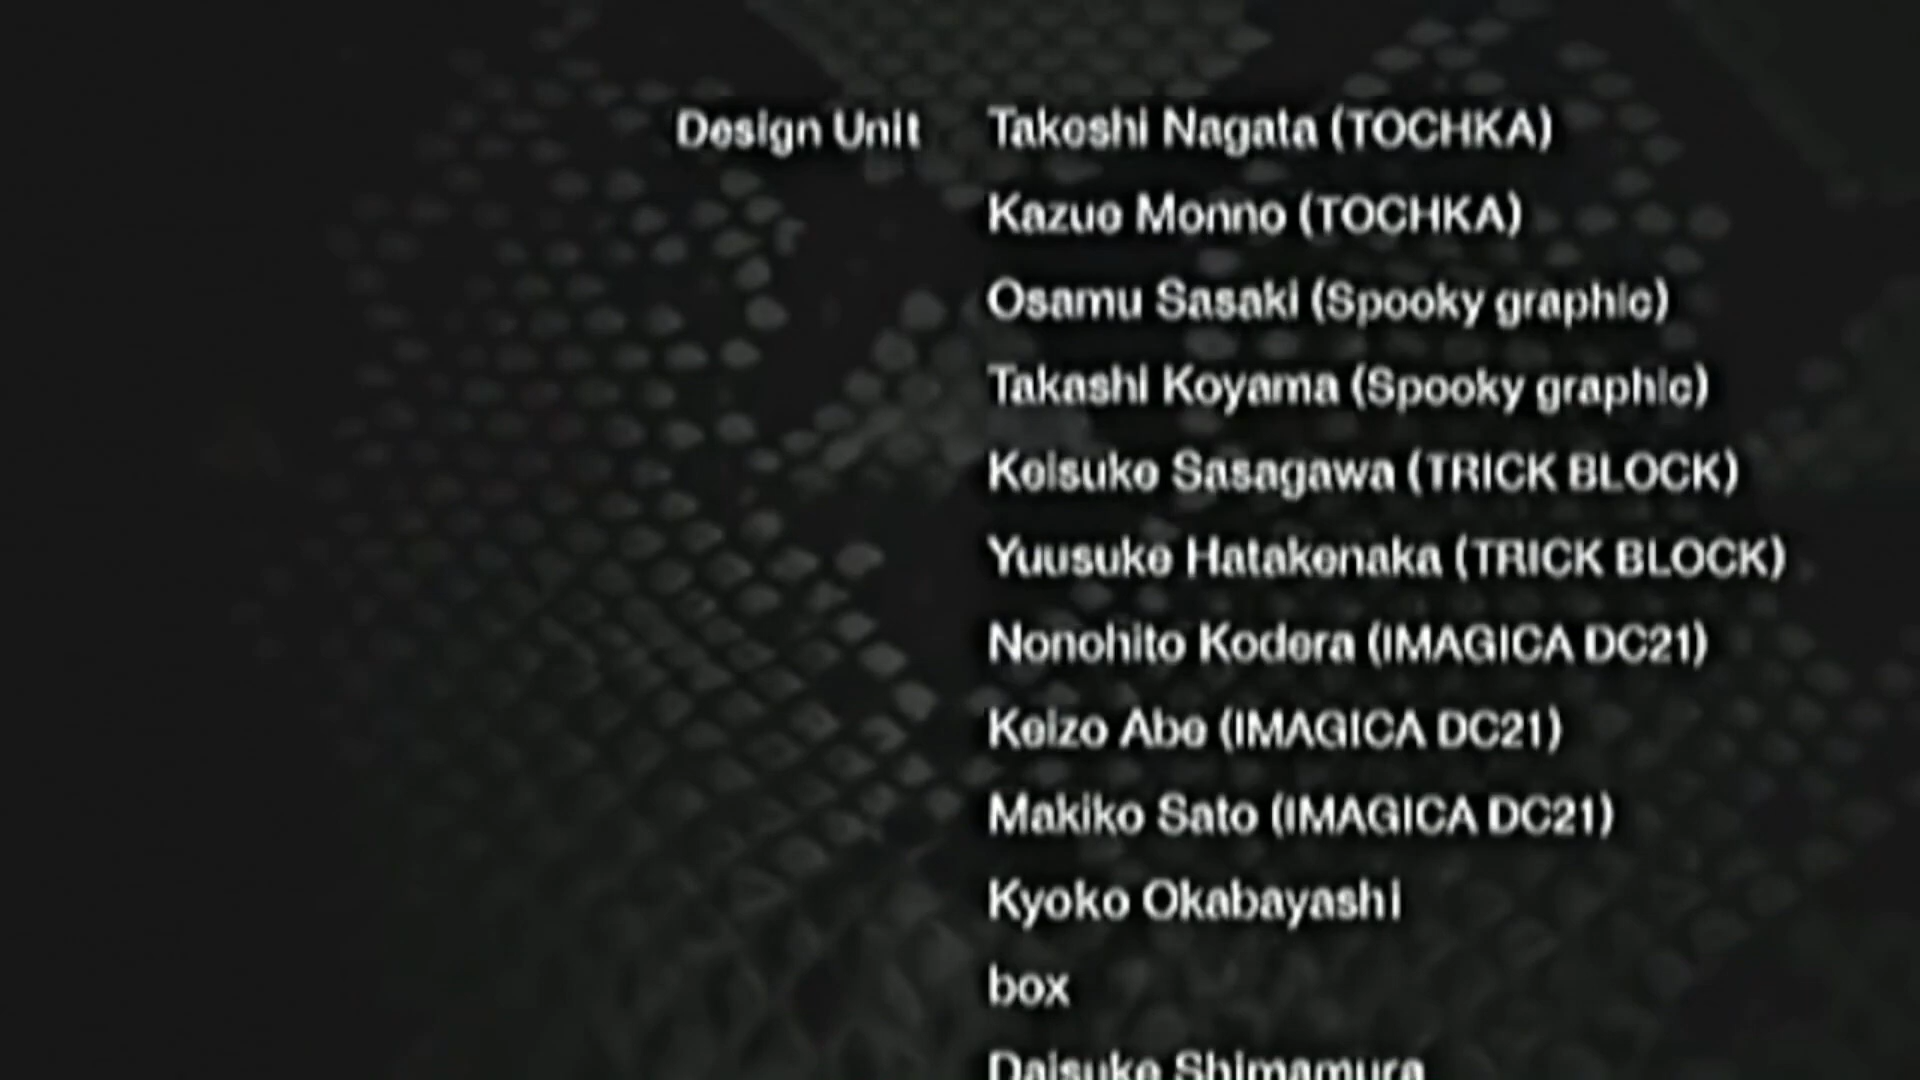 Design Unit Takeshi Nagata (TOCHKA)
Kazue Monno (TOCHKA)
Osamu Sasaki (Spooky graphic)
Takashi Koyama (Spooky graphic)
Keisuke Sasagawa (TRICK BLOCK)
Yuusuke Hatakenaka (TRICK BLOCK)
Nonohito Kodera (IMAGICA DC21)
Keizo Abe (IMAGICA DC21)
Makiko Sato (IMAGICA DC21)
Kyoko Okabayashi
box
Daisuke Shimamura